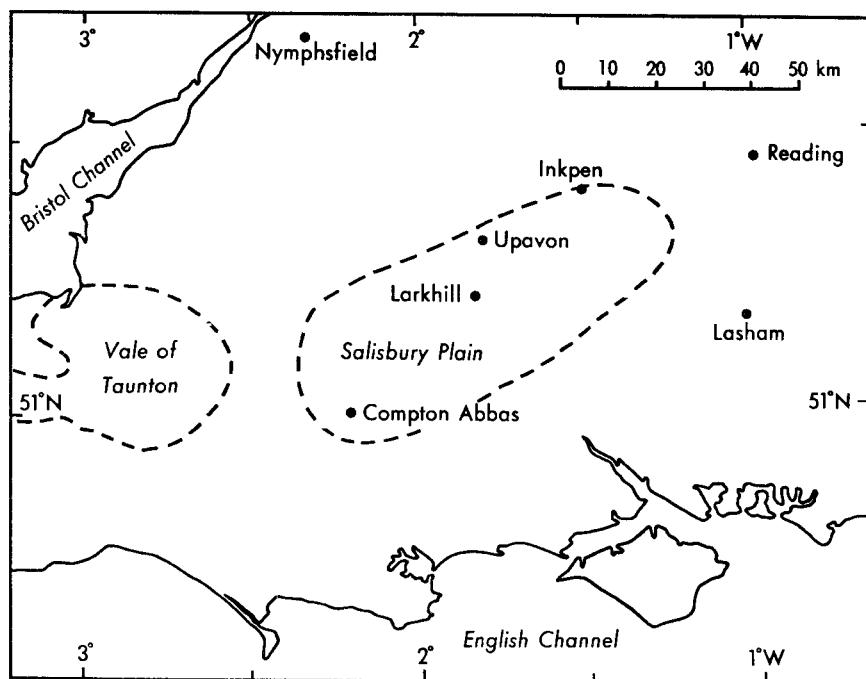 3°
2°
1°W
Nymphsfield
0 10 20 30 40 50 km
Bristol Channel
Reading
Inkpen
Upavon
Larkhill
Lasham
Vale of
Taunton
Salisbury Plain
51°N
Compton Abbas
51°N
English Channel
3°
2°
1°W